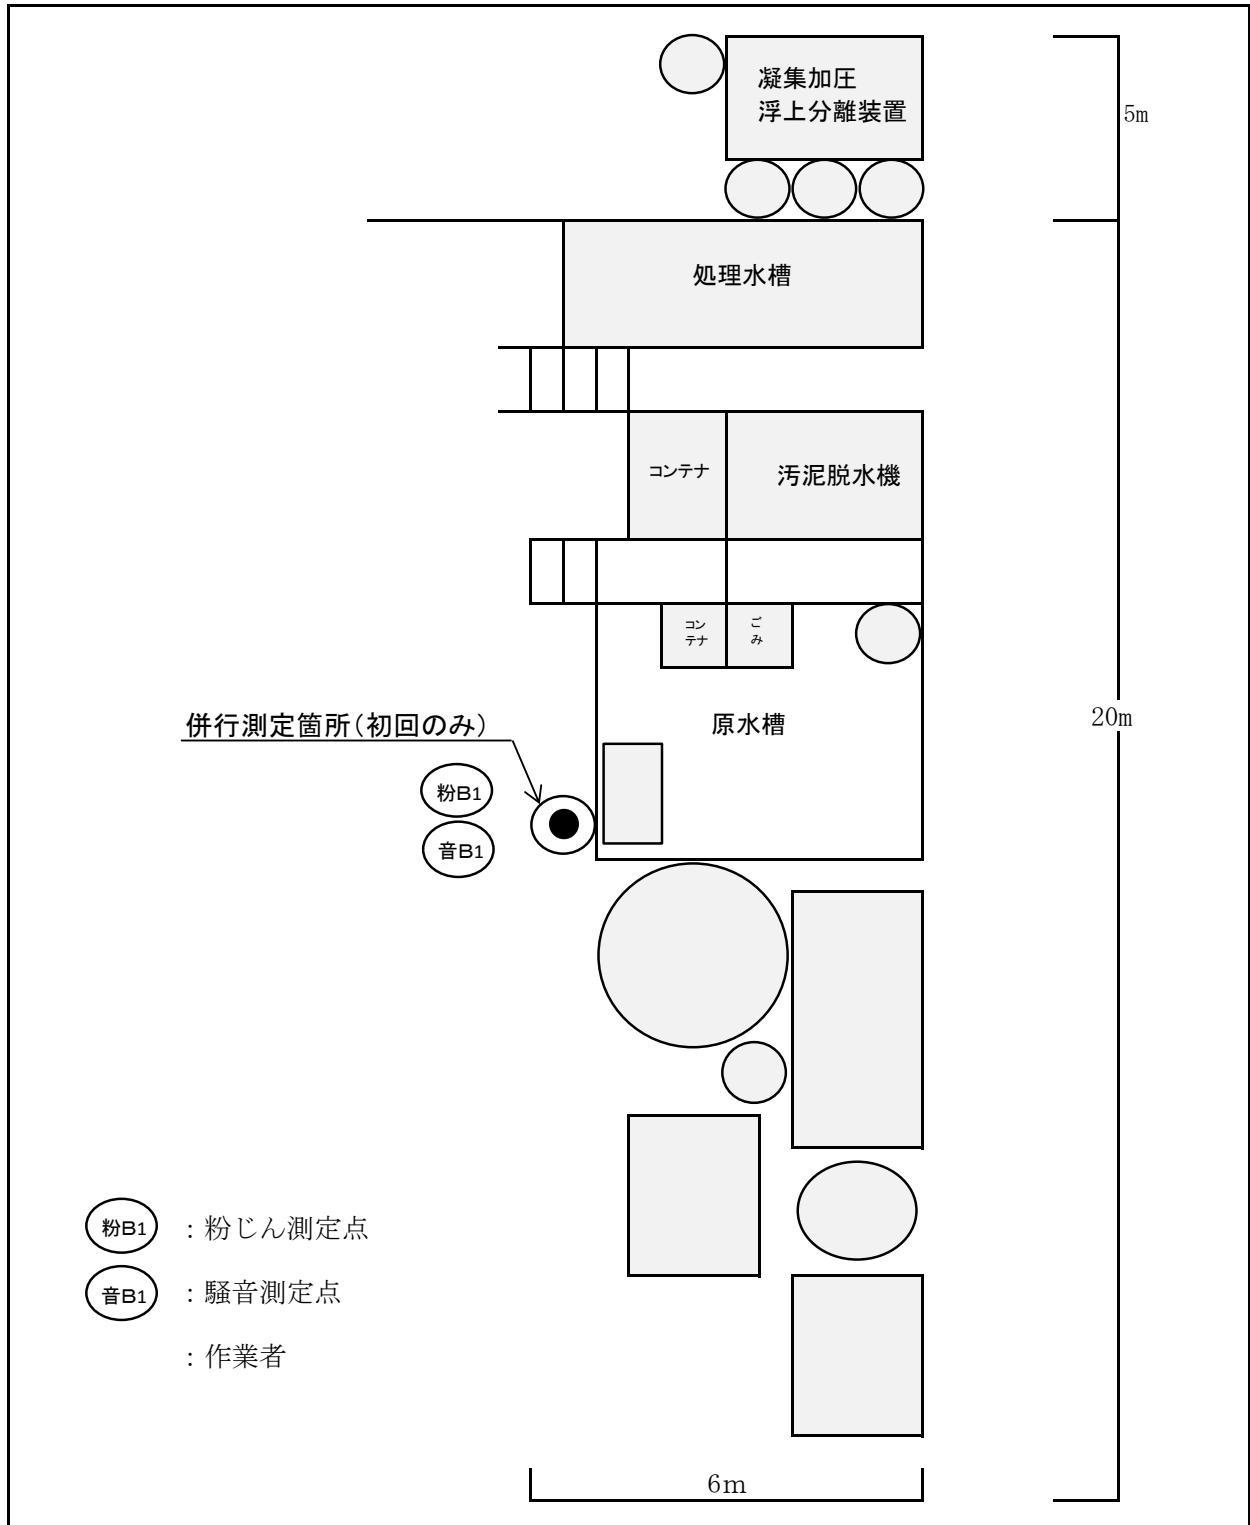 凝集加圧
浮上分離装置
5m
処理水槽
コンテナ
汚泥脱水機
コン
テナ
ご
み
併行測定箇所(初回のみ)
原水槽
20m
粉B1
音B1
粉B1
：粉じん測定点
音B1
：騒音測定点
：作業者
6m